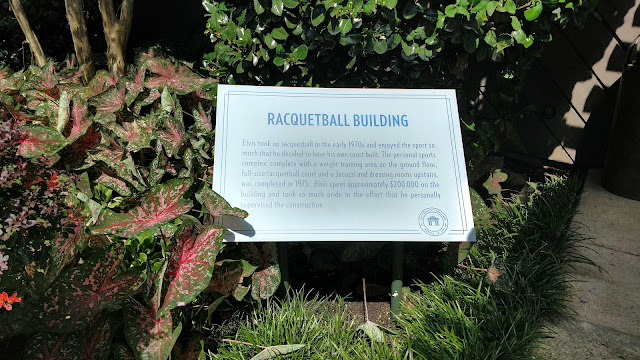 RACQUETBALL BUILDING
Elvis took up racquetball in the early 1970s and enjoyed the sport so
much that he decided to have his own court built. The personal sports
complex, complete with a weight training area on the ground floor,
full-size racquetball court and a Jacuzzi and dressing rooms upstairs,
was completed in 1975. Elvis spent approximately $200,000 on the
building and took so much pride in the effort that he personally
supervised the construction.